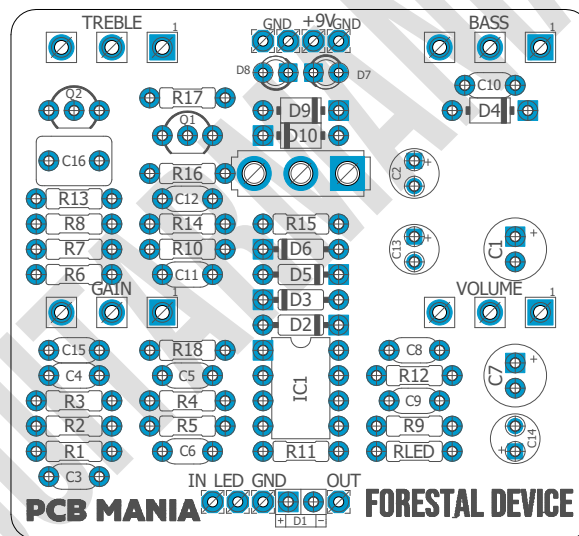 TREBLE 1
GND +9V GND
BASS 1
D8 D7
Q2
R17
C10
D9
D4
Q1
D10
C16
R16
C2 +
R13
C12
R8
R14
R15
R7
R10
D6
C13 +
C1 +
R6
C11
D5
GAIN 1
D3
VOLUME 1
D2
C15
R18
C8
C4
C5
IC1
R12
C7 +
R3
R4
C9
R2
R5
R9
C14 +
R1
C6
R11
RLED
C3
IN LED GND OUT
PCB MANIA
+ D1 −
FORESTAL DEVICE